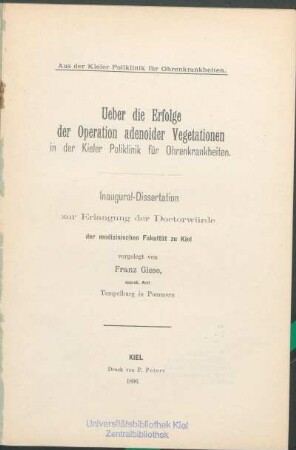 Aus der Kieler Poliklinik für Ohrenkrankheiten.
Ueber die Erfolge
der Operation adenoider Vegetationen
in der Kieler Poliklinik für Ohrenkrankheiten.
Inaugural-Dissertation
zur Erlangung der Doctorwürde
der medizinischen Fakultät zu Kiel
vorgelegt von
Franz Giese,
Arzt
Tempelburg in Pommern
KIEL
Druck von P. Peters
Universitätsbibliothek Kiel
Zentralbibliothek